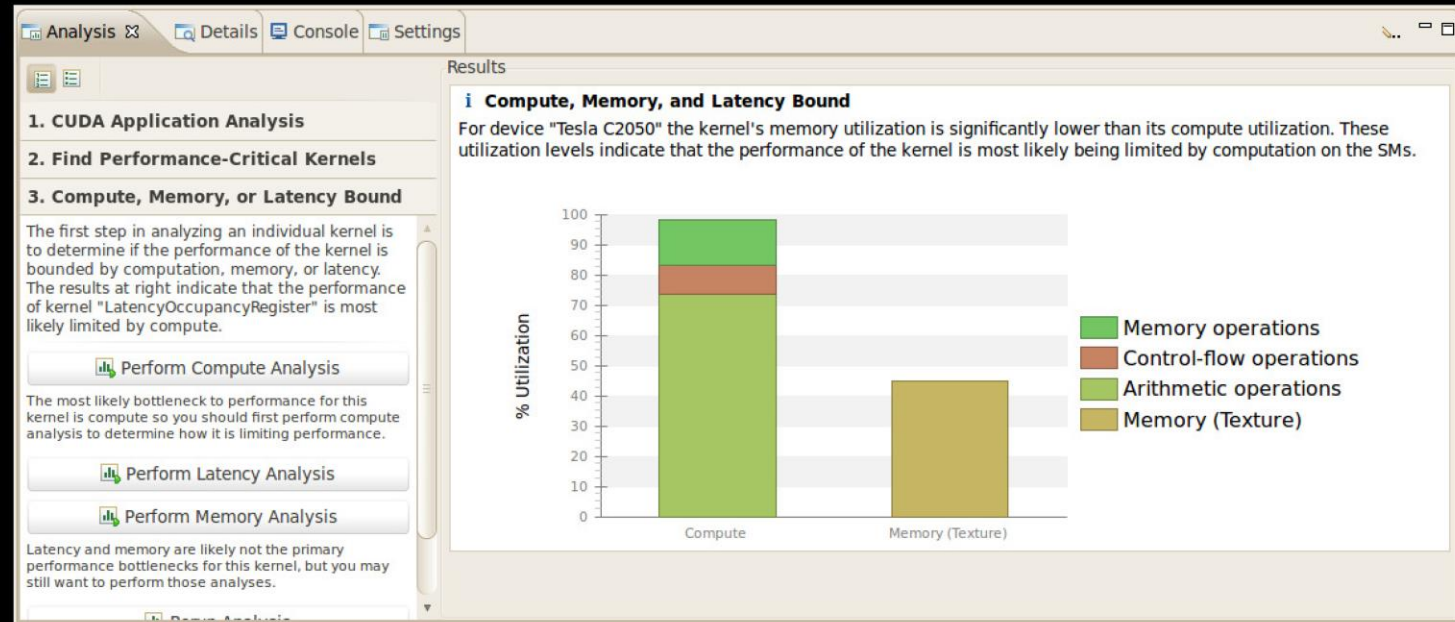 Analysis
Details
Console
Settings
1. CUDA Application Analysis
2. Find Performance-Critical Kernels
3. Compute, Memory, or Latency Bound
The first step in analyzing an individual kernel is
to determine if the performance of the kernel is
bounded by computation, memory, or latency.
The results at right indicate that the performance
of kernel "LatencyOccupancyRegister" is most
likely limited by compute.
Perform Compute Analysis
The most likely bottleneck to performance for this
kernel is compute so you should first perform compute
analysis to determine how it is limiting performance.
Perform Latency Analysis
Perform Memory Analysis
Latency and memory are likely not the primary
performance bottlenecks for this kernel, but you may
still want to perform those analyses.
Rerun Analysis
Results
i Compute, Memory, and Latency Bound
For device "Tesla C2050" the kernel's memory utilization is significantly lower than its compute utilization. These
utilization levels indicate that the performance of the kernel is most likely being limited by computation on the SMs.
% Utilization
100
90
80
70
60
50
40
30
20
10
0
Compute
Memory (Texture)
Memory operations
Control-flow operations
Arithmetic operations
Memory (Texture)